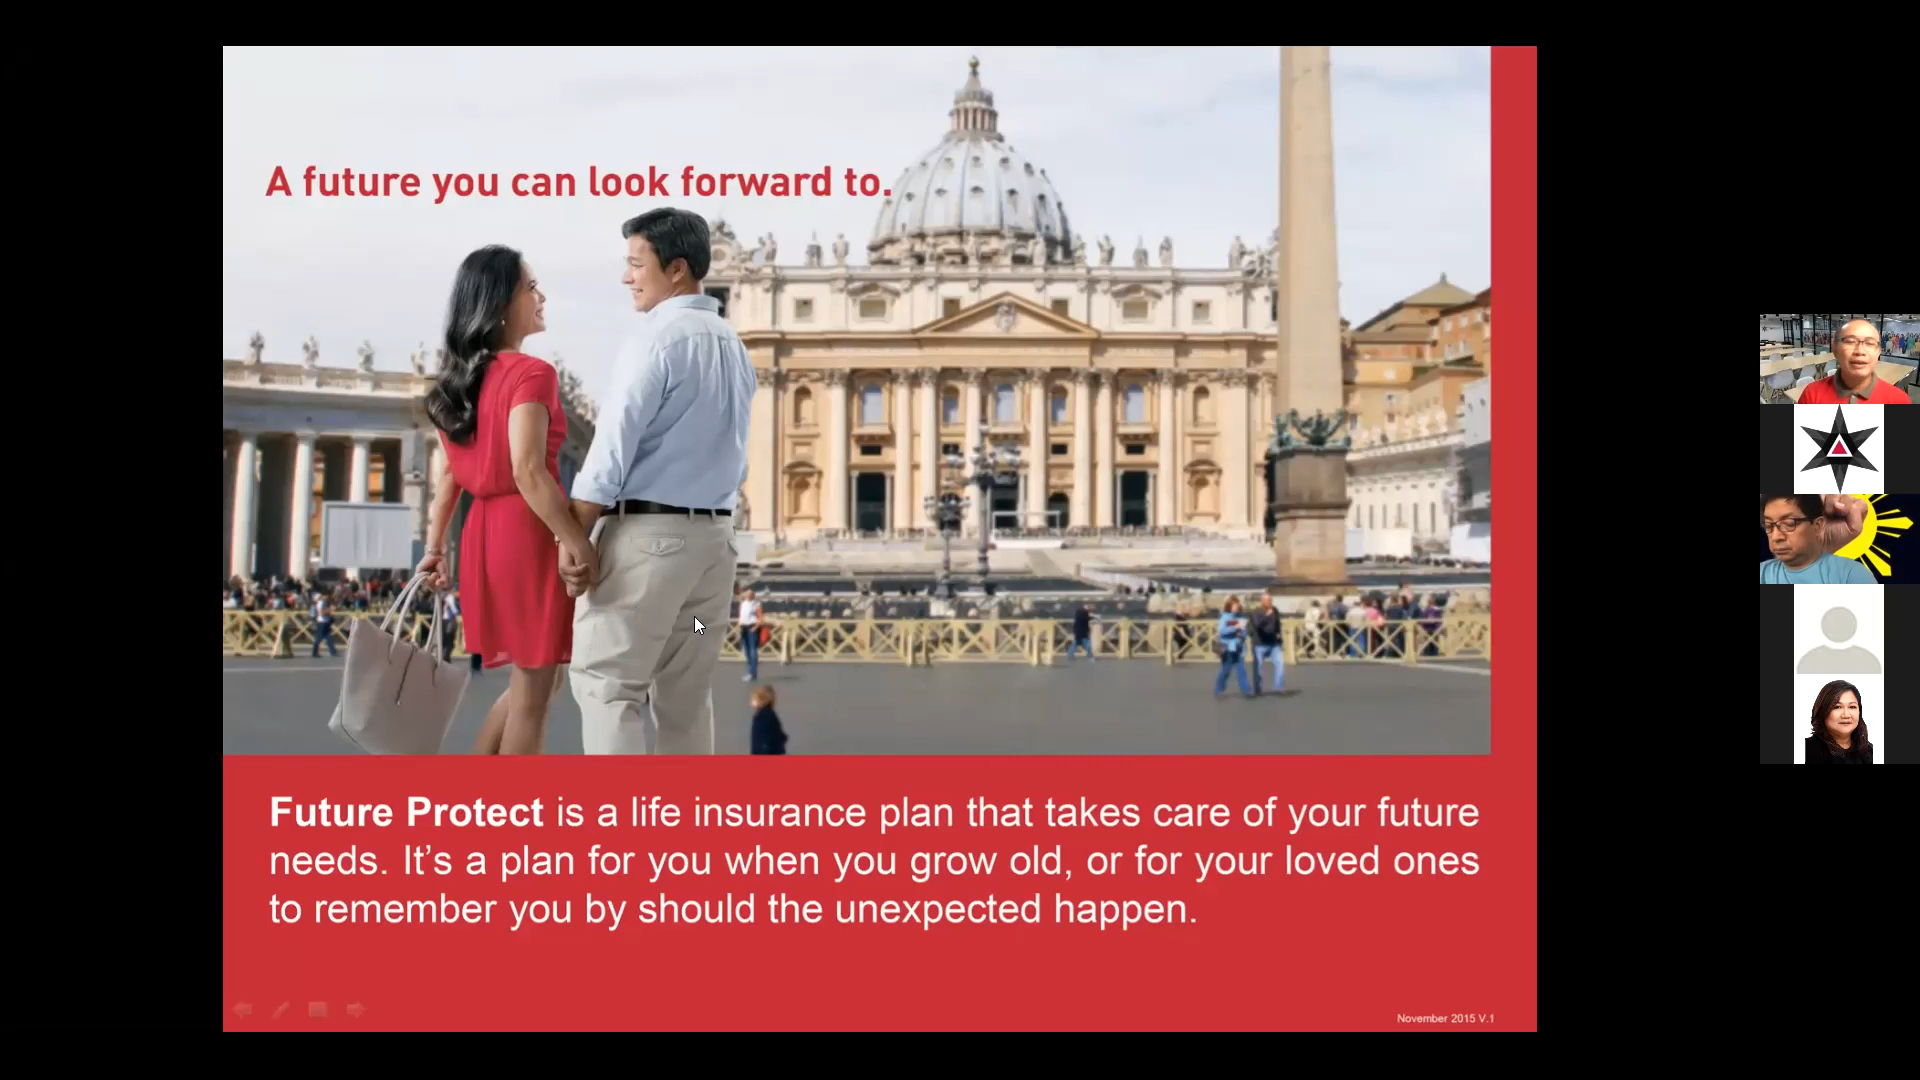 A future you can look forward to.
Future Protect is a life insurance plan that takes care of your future
needs. It’s a plan for you when you grow old, or for your loved ones
to remember you by should the unexpected happen.
November 2015 V.1